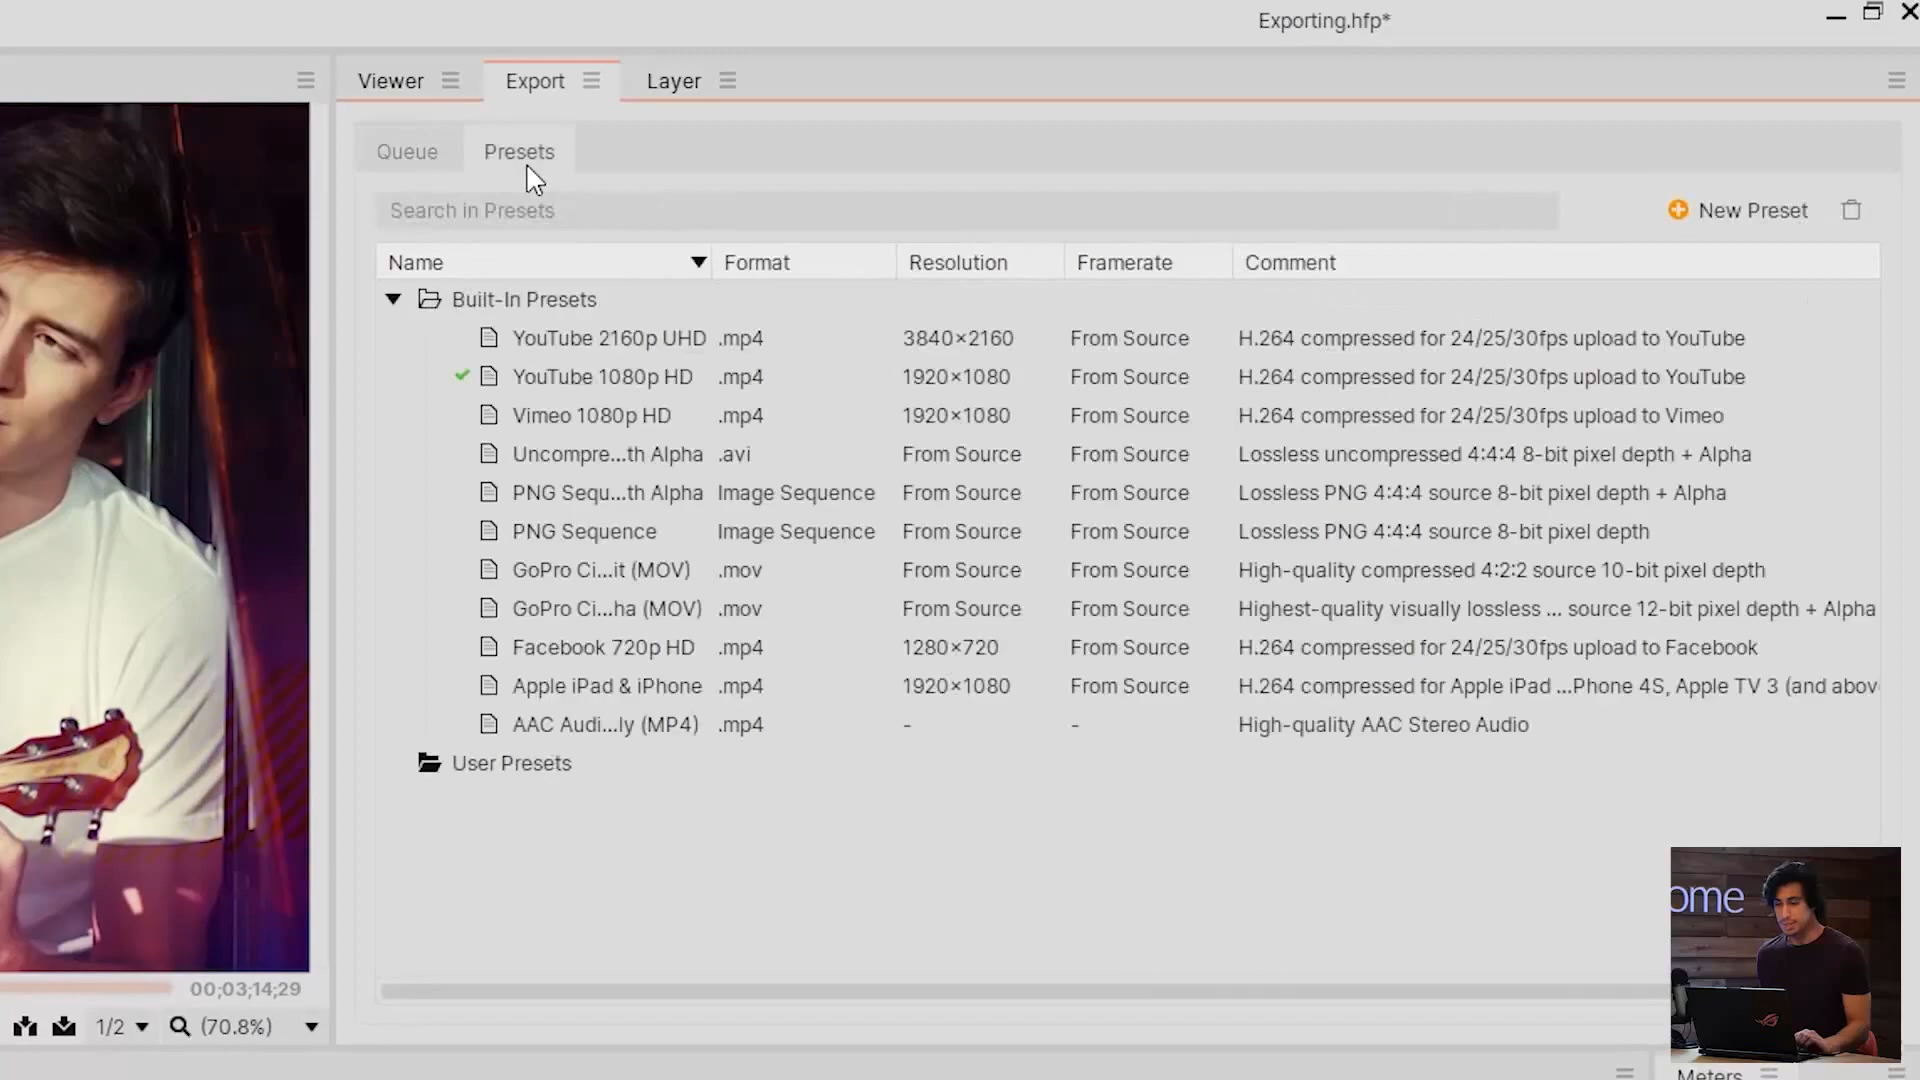 Exporting.hfp*
Viewer
Export
Layer
Queue
Presets
Search in Presets
New Preset
Name Format Resolution Framerate Comment
Built-In Presets
YouTube 2160p UHD .mp4 3840×2160 From Source H.264 compressed for 24/25/30fps upload to YouTube
YouTube 1080p HD .mp4 1920×1080 From Source H.264 compressed for 24/25/30fps upload to YouTube
Vimeo 1080p HD .mp4 1920×1080 From Source H.264 compressed for 24/25/30fps upload to Vimeo
Uncompre...th Alpha .avi From Source From Source Lossless uncompressed 4:4:4 8-bit pixel depth + Alpha
PNG Sequ...th Alpha Image Sequence From Source From Source Lossless PNG 4:4:4 source 8-bit pixel depth + Alpha
PNG Sequence Image Sequence From Source From Source Lossless PNG 4:4:4 source 8-bit pixel depth
GoPro Ci...it (MOV) .mov From Source From Source High-quality compressed 4:2:2 source 10-bit pixel depth
GoPro Ci...ha (MOV) .mov From Source From Source Highest-quality visually lossless ... source 12-bit pixel depth + Alpha
Facebook 720p HD .mp4 1280×720 From Source H.264 compressed for 24/25/30fps upload to Facebook
Apple iPad & iPhone .mp4 1920×1080 From Source H.264 compressed for Apple iPad ...Phone 4S, Apple TV 3 (and abov
AAC Audi...ly (MP4) .mp4 - - High-quality AAC Stereo Audio
User Presets
ome
00;03;14;29
1/2
(70.8%)
Meters